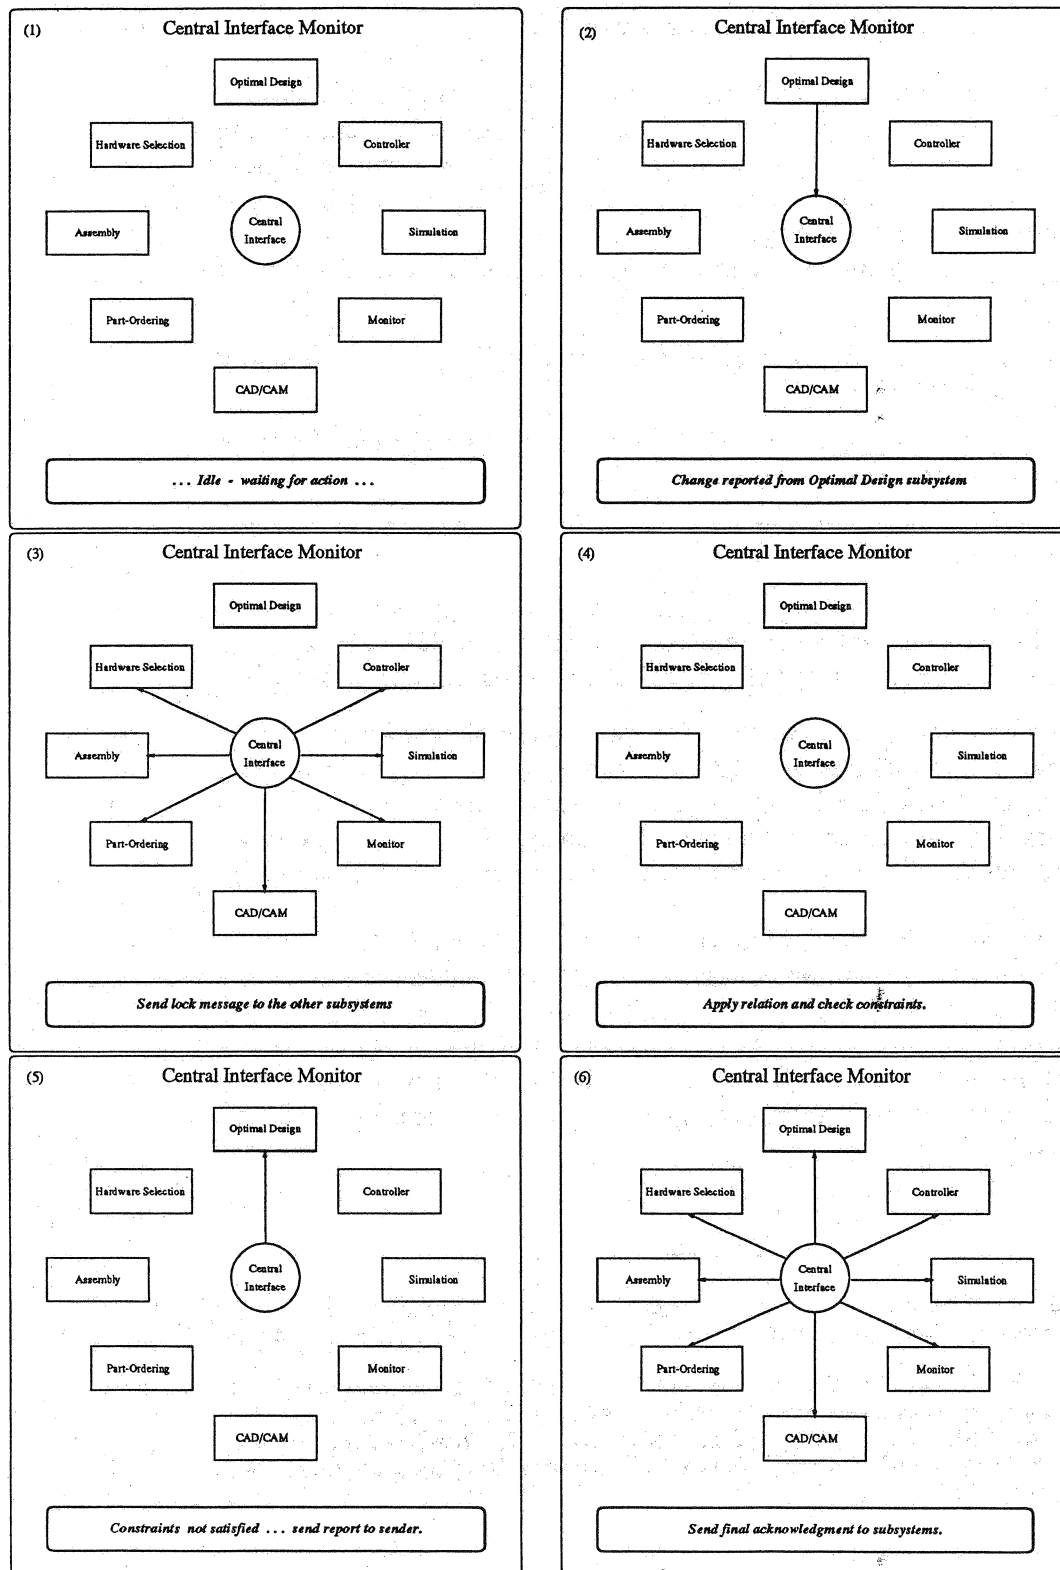 (1)
Central Interface Monitor
Optimal Design
Hardware Selection
Controller
Assembly
Central
Interface
Simulation
Part-Ordering
Monitor
CAD/CAM
... Idle - waiting for action ...
(2)
Central Interface Monitor
Optimal Design
Hardware Selection
Controller
Assembly
Central
Interface
Simulation
Part-Ordering
Monitor
CAD/CAM
Change reported from Optimal Design subsystem
(3)
Central Interface Monitor
Optimal Design
Hardware Selection
Controller
Assembly
Central
Interface
Simulation
Part-Ordering
Monitor
CAD/CAM
Send lock message to the other subsystems
(4)
Central Interface Monitor
Optimal Design
Hardware Selection
Controller
Assembly
Central
Interface
Simulation
Part-Ordering
Monitor
CAD/CAM
Apply relation and check constraints.
(5)
Central Interface Monitor
Optimal Design
Hardware Selection
Controller
Assembly
Central
Interface
Simulation
Part-Ordering
Monitor
CAD/CAM
Constraints not satisfied ... send report to sender.
(6)
Central Interface Monitor
Optimal Design
Hardware Selection
Controller
Assembly
Central
Interface
Simulation
Part-Ordering
Monitor
CAD/CAM
Send final acknowledgment to subsystems.